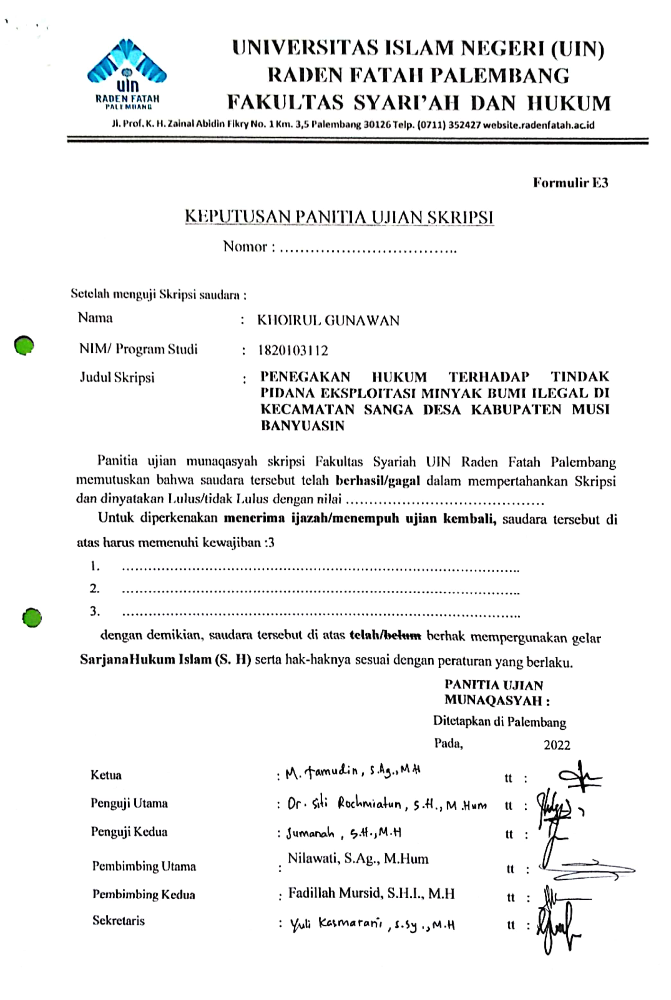 uin
RADEN FATAH
PALEMBANG
UNIVERSITAS ISLAM NEGERI (UIN)
RADEN FATAH PALEMBANG
FAKULTAS SYARI'AH DAN HUKUM
Jl. Prof. K. H. Zainal Abidin Fikry No. 1 Km. 3,5 Palembang 30126 Telp. (0711) 352427 website.radenfatah.ac.id
Formulir E3
KEPUTUSAN PANITIA UJIAN SKRIPSI
Nomor : ……………………………….
Setelah menguji Skripsi saudara :
Nama : KHOIRUL GUNAWAN
NIM/ Program Studi : 1820103112
Judul Skripsi : PENEGAKAN HUKUM TERHADAP TINDAK
PIDANA EKSPLOITASI MINYAK BUMI ILEGAL DI
KECAMATAN SANGA DESA KABUPATEN MUSI
BANYUASIN
Panitia ujian munaqasyah skripsi Fakultas Syariah UIN Raden Fatah Palembang
memutuskan bahwa saudara tersebut telah berhasil/gagal dalam mempertahankan Skripsi
dan dinyatakan Lulus/tidak Lulus dengan nilai …………………………………
Untuk diperkenakan menerima ijazah/menempuh ujian kembali, saudara tersebut di
atas harus memenuhi kewajiban :3
1. ……………………………………………………………………………….
2. ……………………………………………………………………………….
3. ……………………………………………………………………………….
dengan demikian, saudara tersebut di atas telah/belum berhak mempergunakan gelar
SarjanaHukum Islam (S. H) serta hak-haknya sesuai dengan peraturan yang berlaku.
PANITIA UJIAN
MUNAQASYAH :
Ditetapkan di Palembang
Pada, 2022
Ketua : M. Tamudin, S.Ag., M.H tt :
Penguji Utama : Dr. Siti Rochmiatun, S.H., M.Hum tt :
Penguji Kedua : Jumanah, S.H., M.H tt :
Pembimbing Utama : Nilawati, S.Ag., M.Hum tt :
Pembimbing Kedua : Fadillah Mursid, S.H.I., M.H tt :
Sekretaris : Yuli Kasmarani, S.Sy., M.H tt :